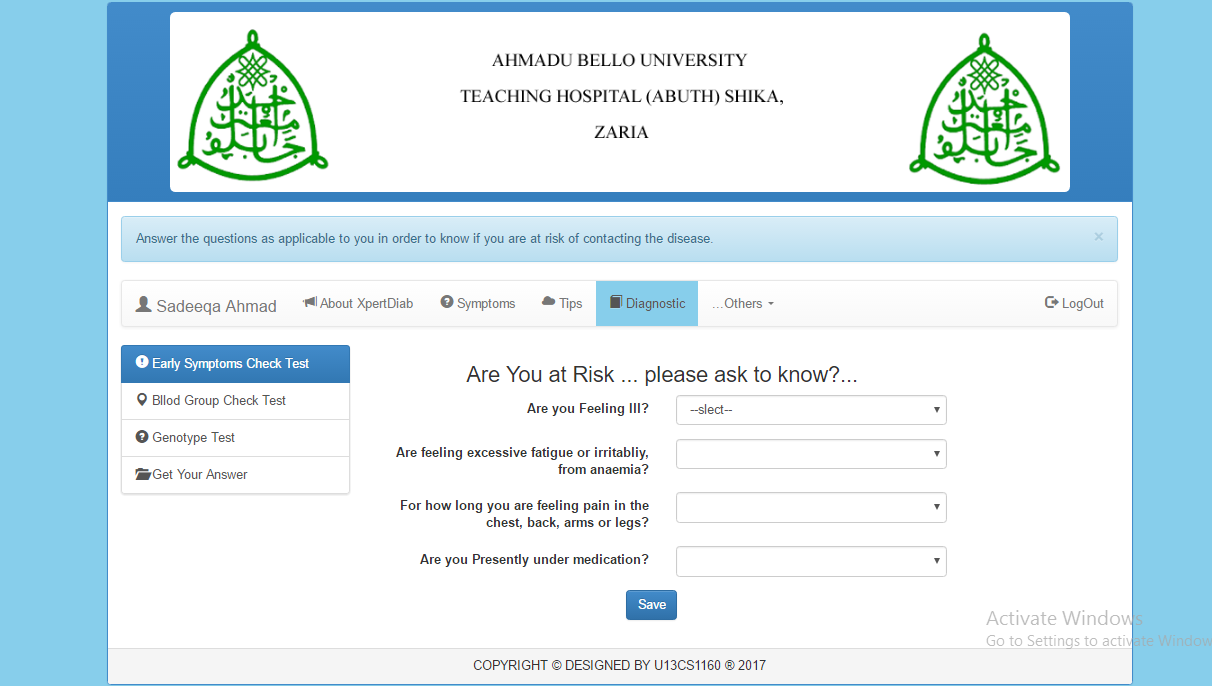 AHMADU BELLO UNIVERSITY
TEACHING HOSPITAL (ABUTH) SHIKA,
ZARIA
Answer the questions as applicable to you in order to know if you are at risk of contacting the disease.
×
Sadeeqa Ahmad About XpertDiab Symptoms Tips Diagnostic ...Others LogOut
Early Symptoms Check Test
Bllod Group Check Test
Genotype Test
Get Your Answer
Are You at Risk ... please ask to know?...
Are you Feeling Ill? --slect--
Are feeling excessive fatigue or irritabliy,
from anaemia?
For how long you are feeling pain in the
chest, back, arms or legs?
Are you Presently under medication?
Save
Activate Windows
Go to Settings to activate Window
COPYRIGHT © DESIGNED BY U13CS1160 ® 2017